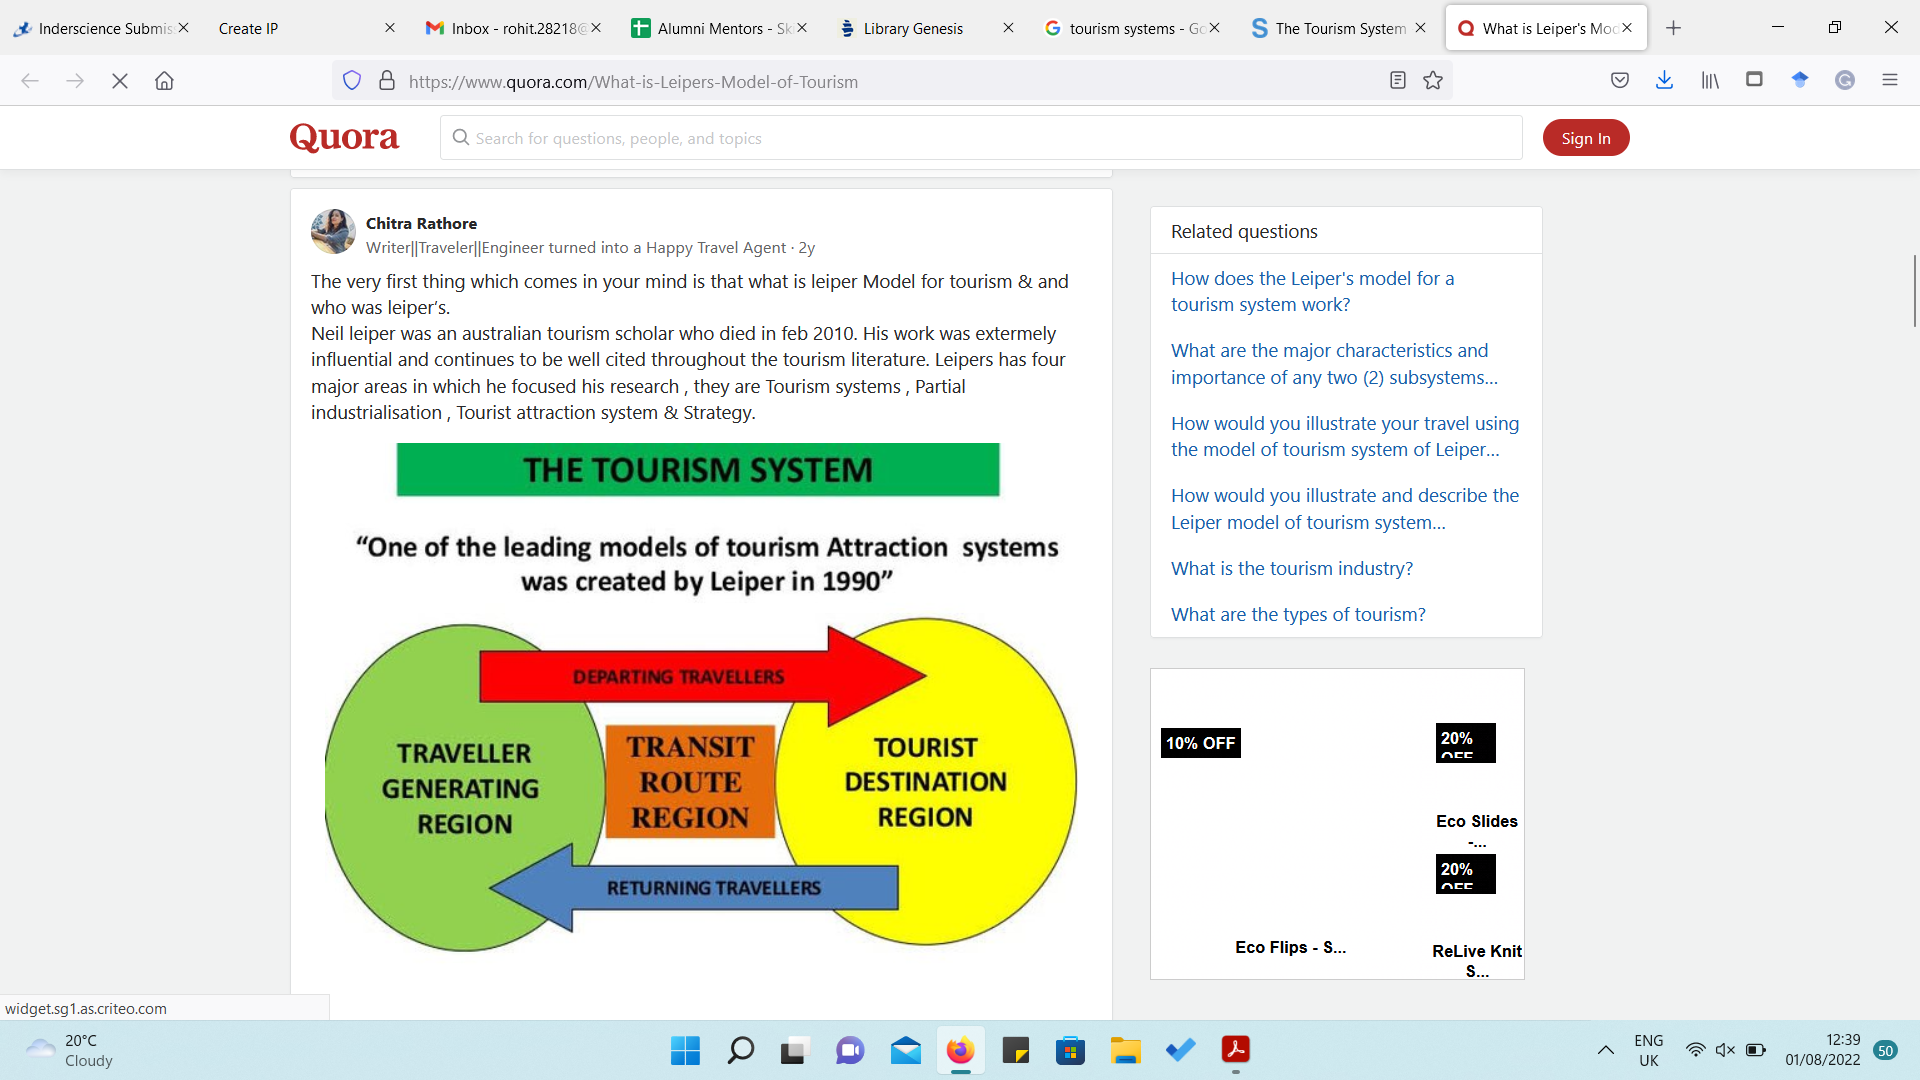 Inderscience Submis
Create IP
Inbox - rohit.28218@
Alumni Mentors - Sk
Library Genesis
tourism systems - Go
The Tourism System
What is Leiper's Mod
https://www.quora.com/What-is-Leipers-Model-of-Tourism
Quora
Search for questions, people, and topics
Sign In
Chitra Rathore
Writer||Traveler||Engineer turned into a Happy Travel Agent · 2y
The very first thing which comes in your mind is that what is leiper Model for tourism & and
who was leiper's.
Neil leiper was an australian tourism scholar who died in feb 2010. His work was extermely
influential and continues to be well cited throughout the tourism literature. Leipers has four
major areas in which he focused his research , they are Tourism systems , Partial
industrialisation , Tourist attraction system & Strategy.
THE TOURISM SYSTEM
“One of the leading models of tourism Attraction systems
was created by Leiper in 1990”
DEPARTING TRAVELLERS
TRAVELLER
GENERATING
REGION
TRANSIT
ROUTE
REGION
TOURIST
DESTINATION
REGION
RETURNING TRAVELLERS
Related questions
How does the Leiper's model for a
tourism system work?
What are the major characteristics and
importance of any two (2) subsystems...
How would you illustrate your travel using
the model of tourism system of Leiper...
How would you illustrate and describe the
Leiper model of tourism system...
What is the tourism industry?
What are the types of tourism?
10% OFF
20%
OFF
Eco Slides
-...
20%
OFF
Eco Flips - S...
ReLive Knit
S...
widget.sg1.as.criteo.com
20°C
Cloudy
ENG
UK
12:39
01/08/2022
50